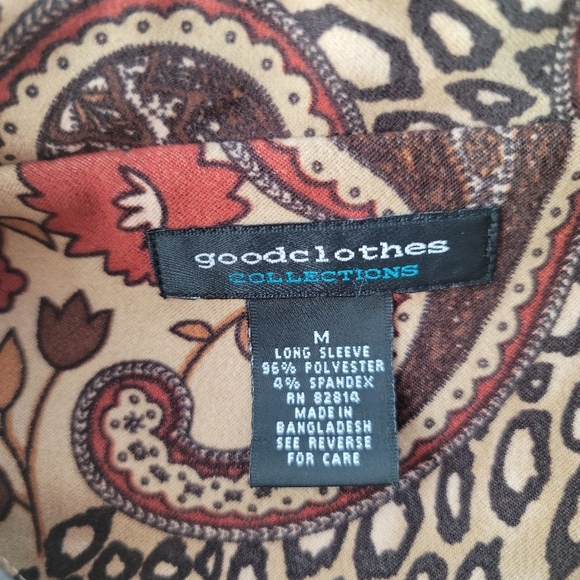 goodclothes
COLLECTIONS
M
LONG SLEEVE
96% POLYESTER
4% SPANDEX
RN 82814
MADE IN
BANGLADESH
SEE REVERSE
FOR CARE